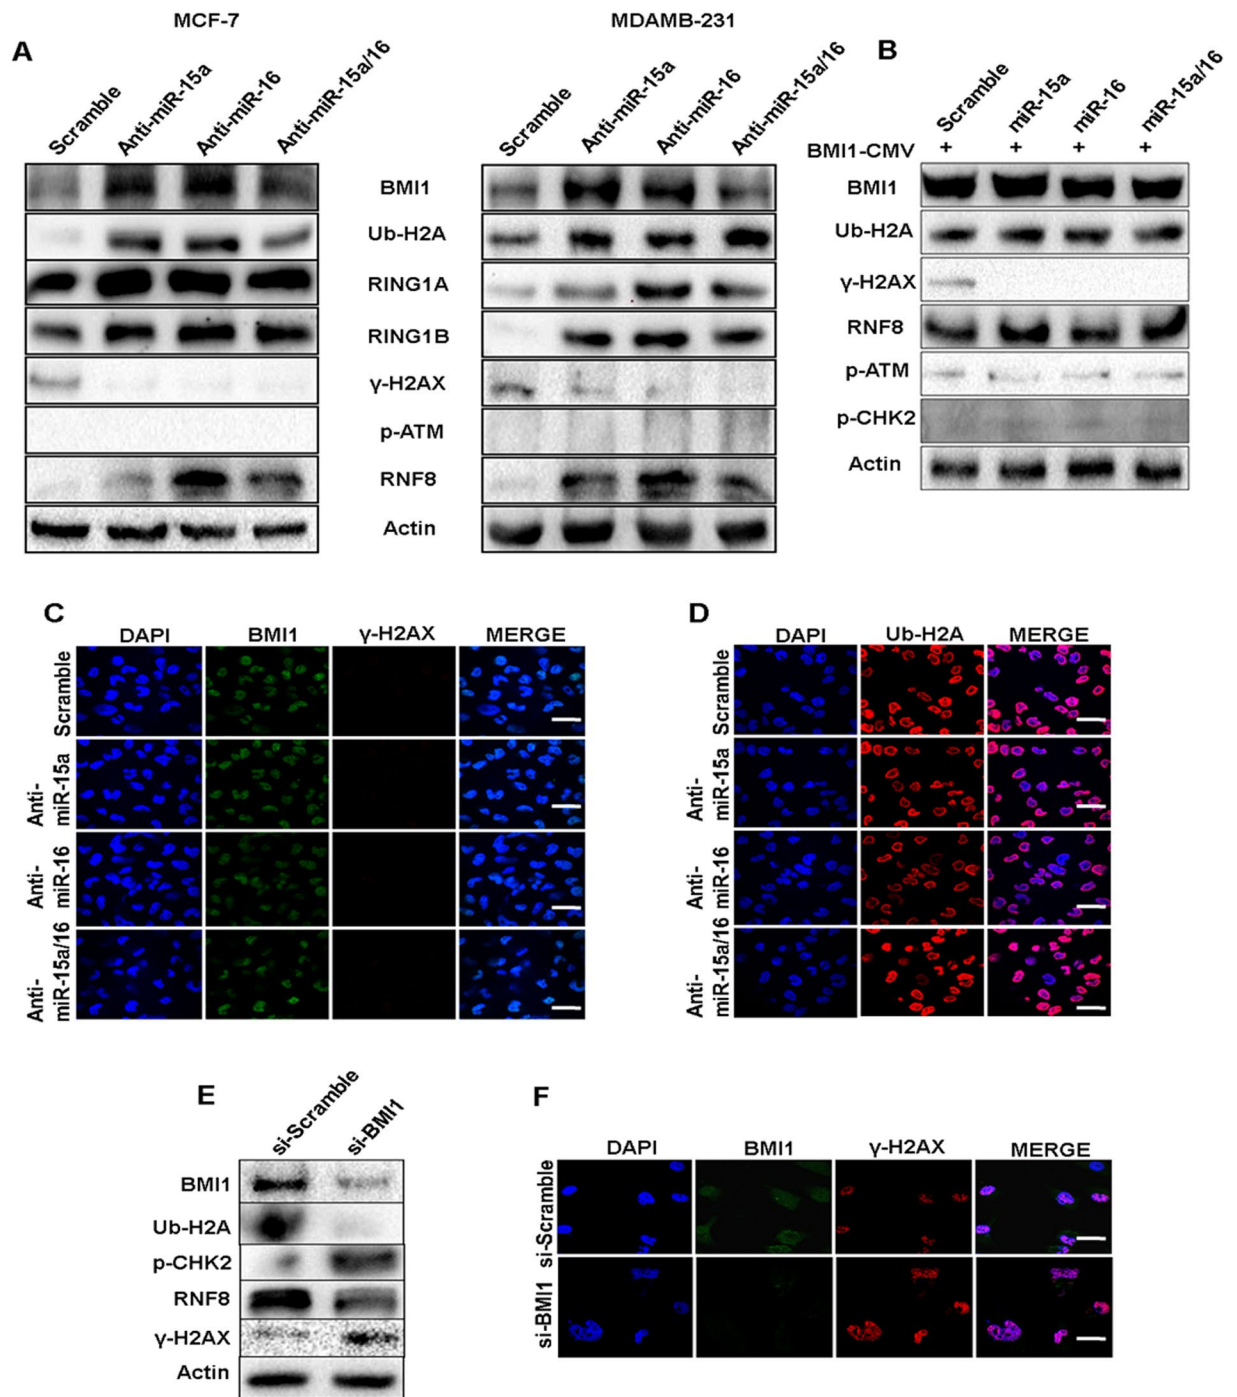 MCF-7
MDAMB-231
A
Scramble
Anti-miR-15a
Anti-miR-16
Anti-miR-15a/16
Scramble
Anti-miR-15a
Anti-miR-16
Anti-miR-15a/16
BMI1
Ub-H2A
RING1A
RING1B
γ-H2AX
p-ATM
RNF8
Actin
B
Scramble
miR-15a
miR-16
miR-15a/16
BMI1-CMV + + + +
BMI1
Ub-H2A
γ-H2AX
RNF8
p-ATM
p-CHK2
Actin
C
DAPI BMI1 γ-H2AX MERGE
Scramble
Anti-
miR-15a
Anti-
miR-16
Anti-
miR-15a/16
D
DAPI Ub-H2A MERGE
Scramble
Anti-
miR-15a
Anti-
miR-16
Anti-
miR-15a/16
E
si-Scramble
si-BMI1
BMI1
Ub-H2A
p-CHK2
RNF8
γ-H2AX
Actin
F
DAPI BMI1 γ-H2AX MERGE
si-Scramble
si-BMI1